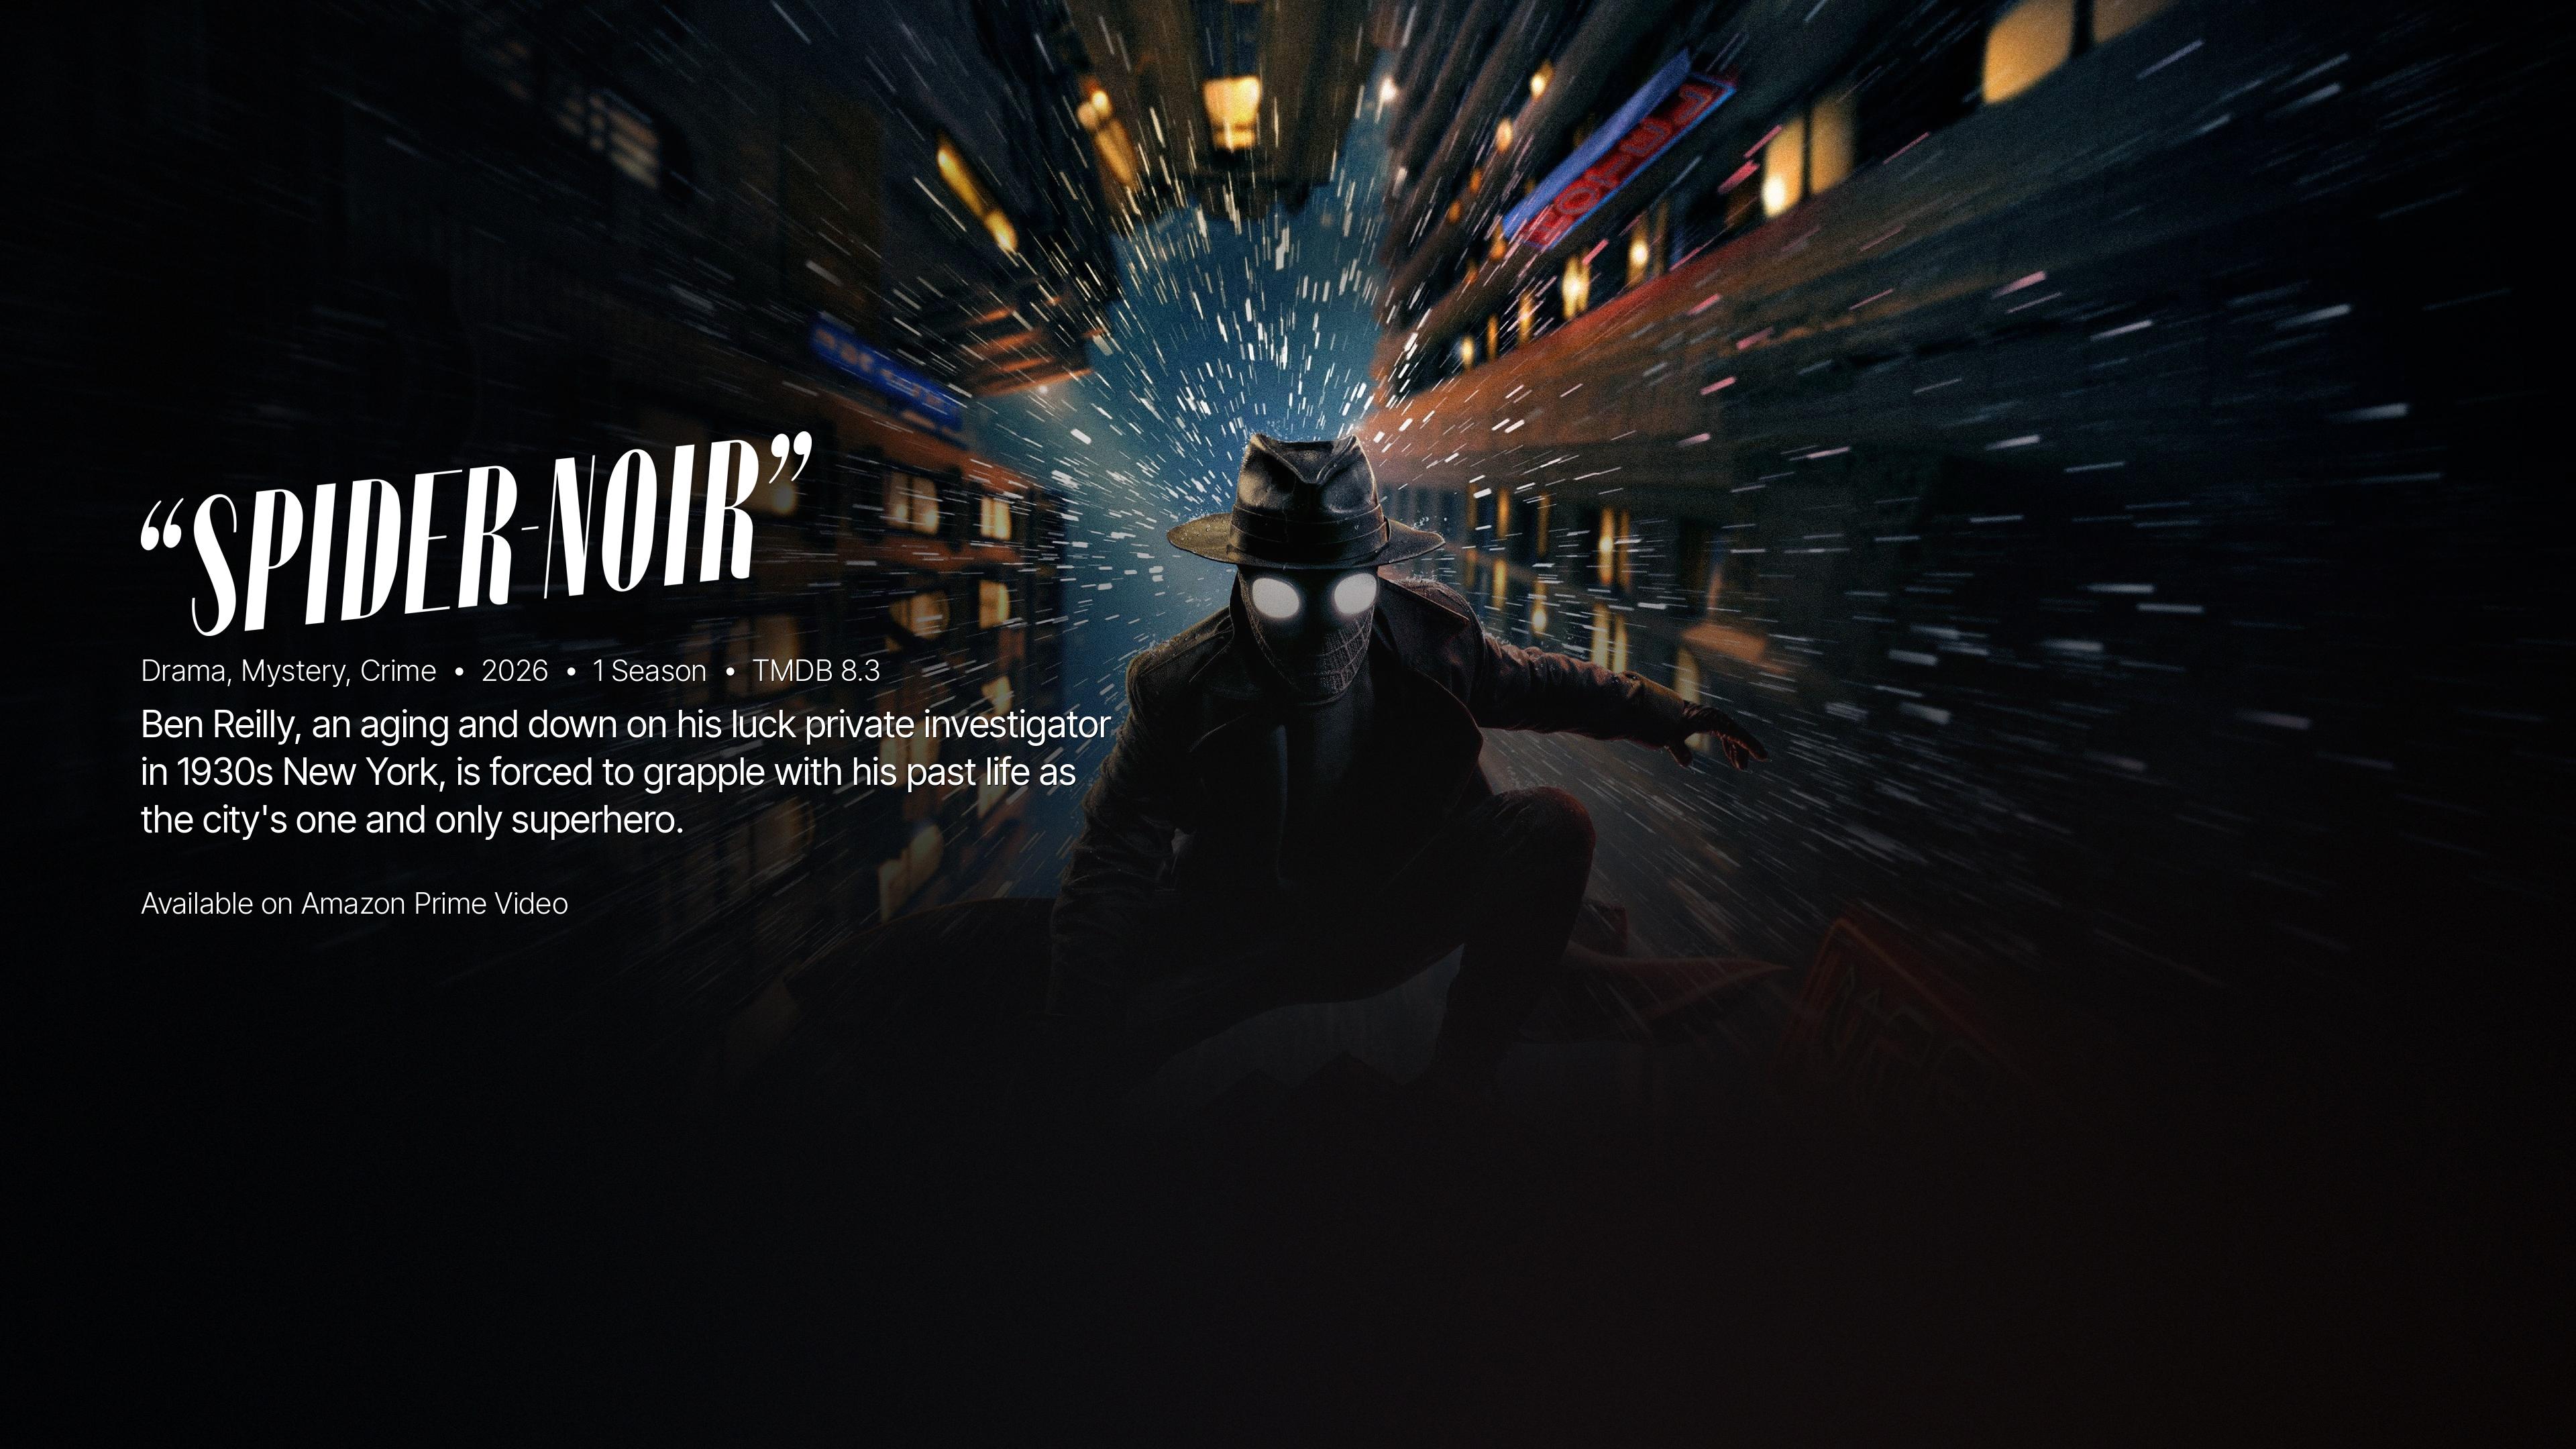 “SPIDER-NOIR”
Drama, Mystery, Crime • 2026 • 1 Season • TMDB 8.3
Ben Reilly, an aging and down on his luck private investigator
in 1930s New York, is forced to grapple with his past life as
the city's one and only superhero.
Available on Amazon Prime Video